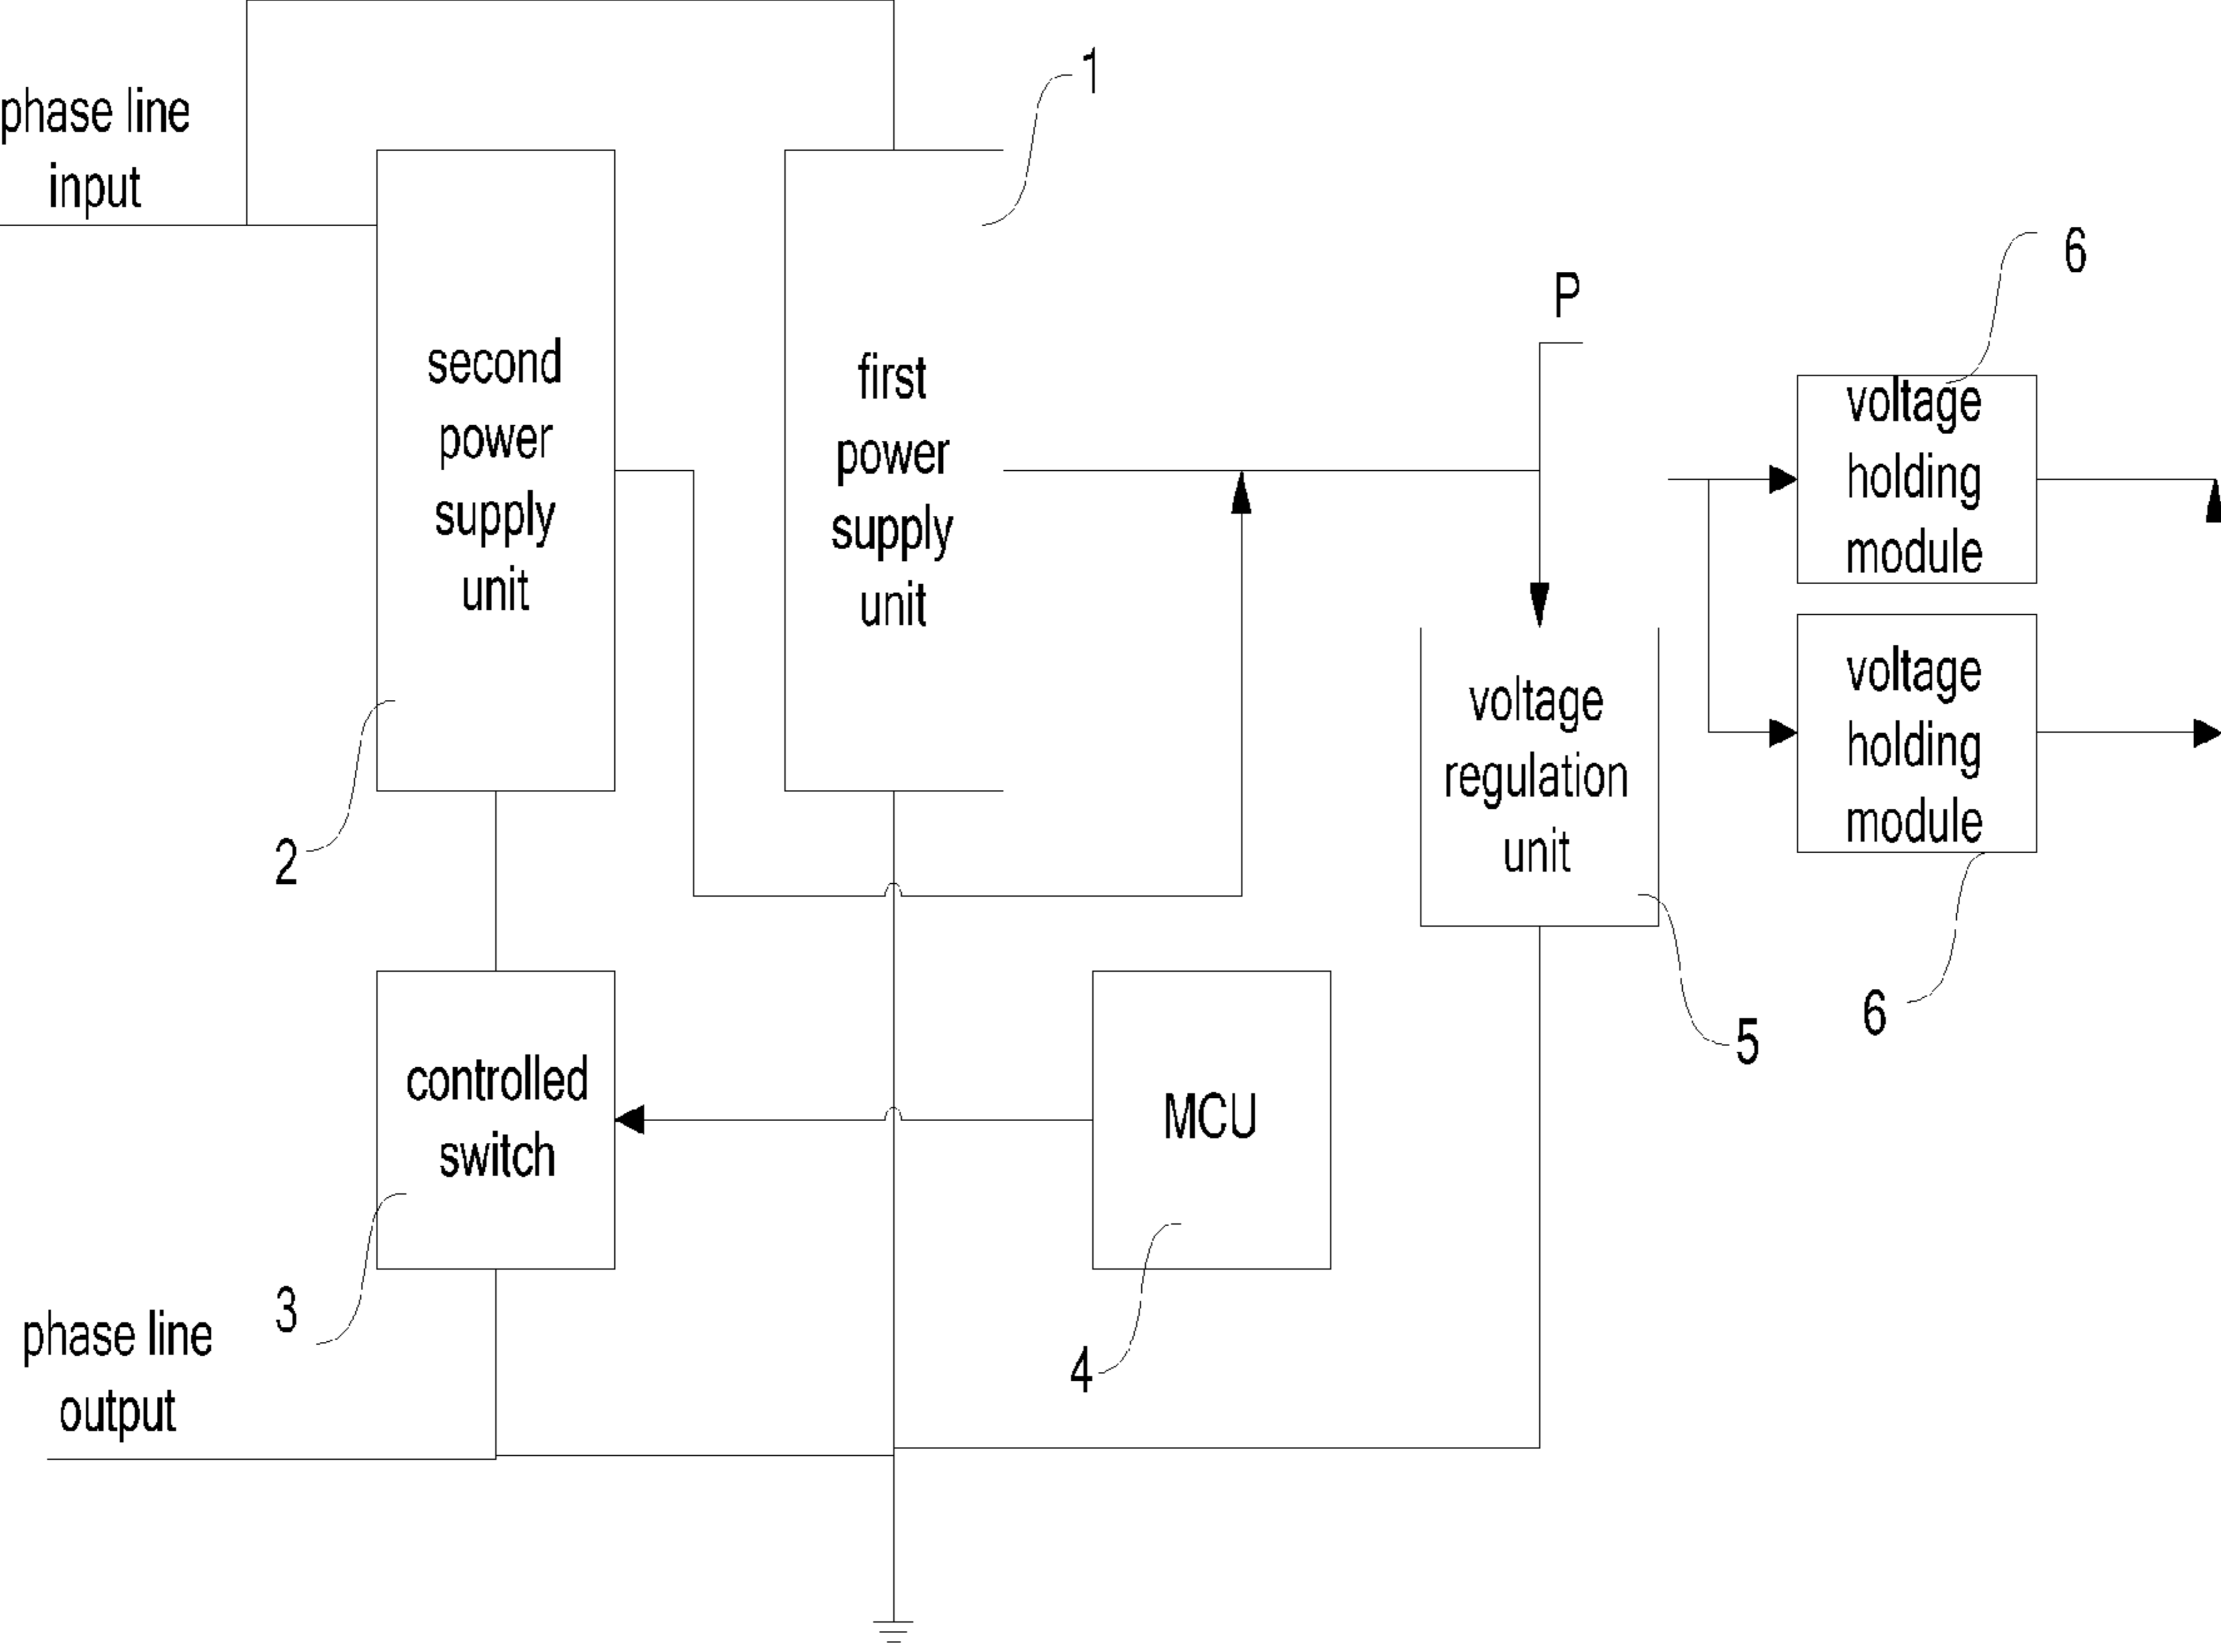 phase line
input
1
second
power
supply
unit
first
power
supply
unit
P
6
voltage
holding
module
voltage
holding
module
6
voltage
regulation
unit
5
2
controlled
switch
3
MCU
4
phase line
output